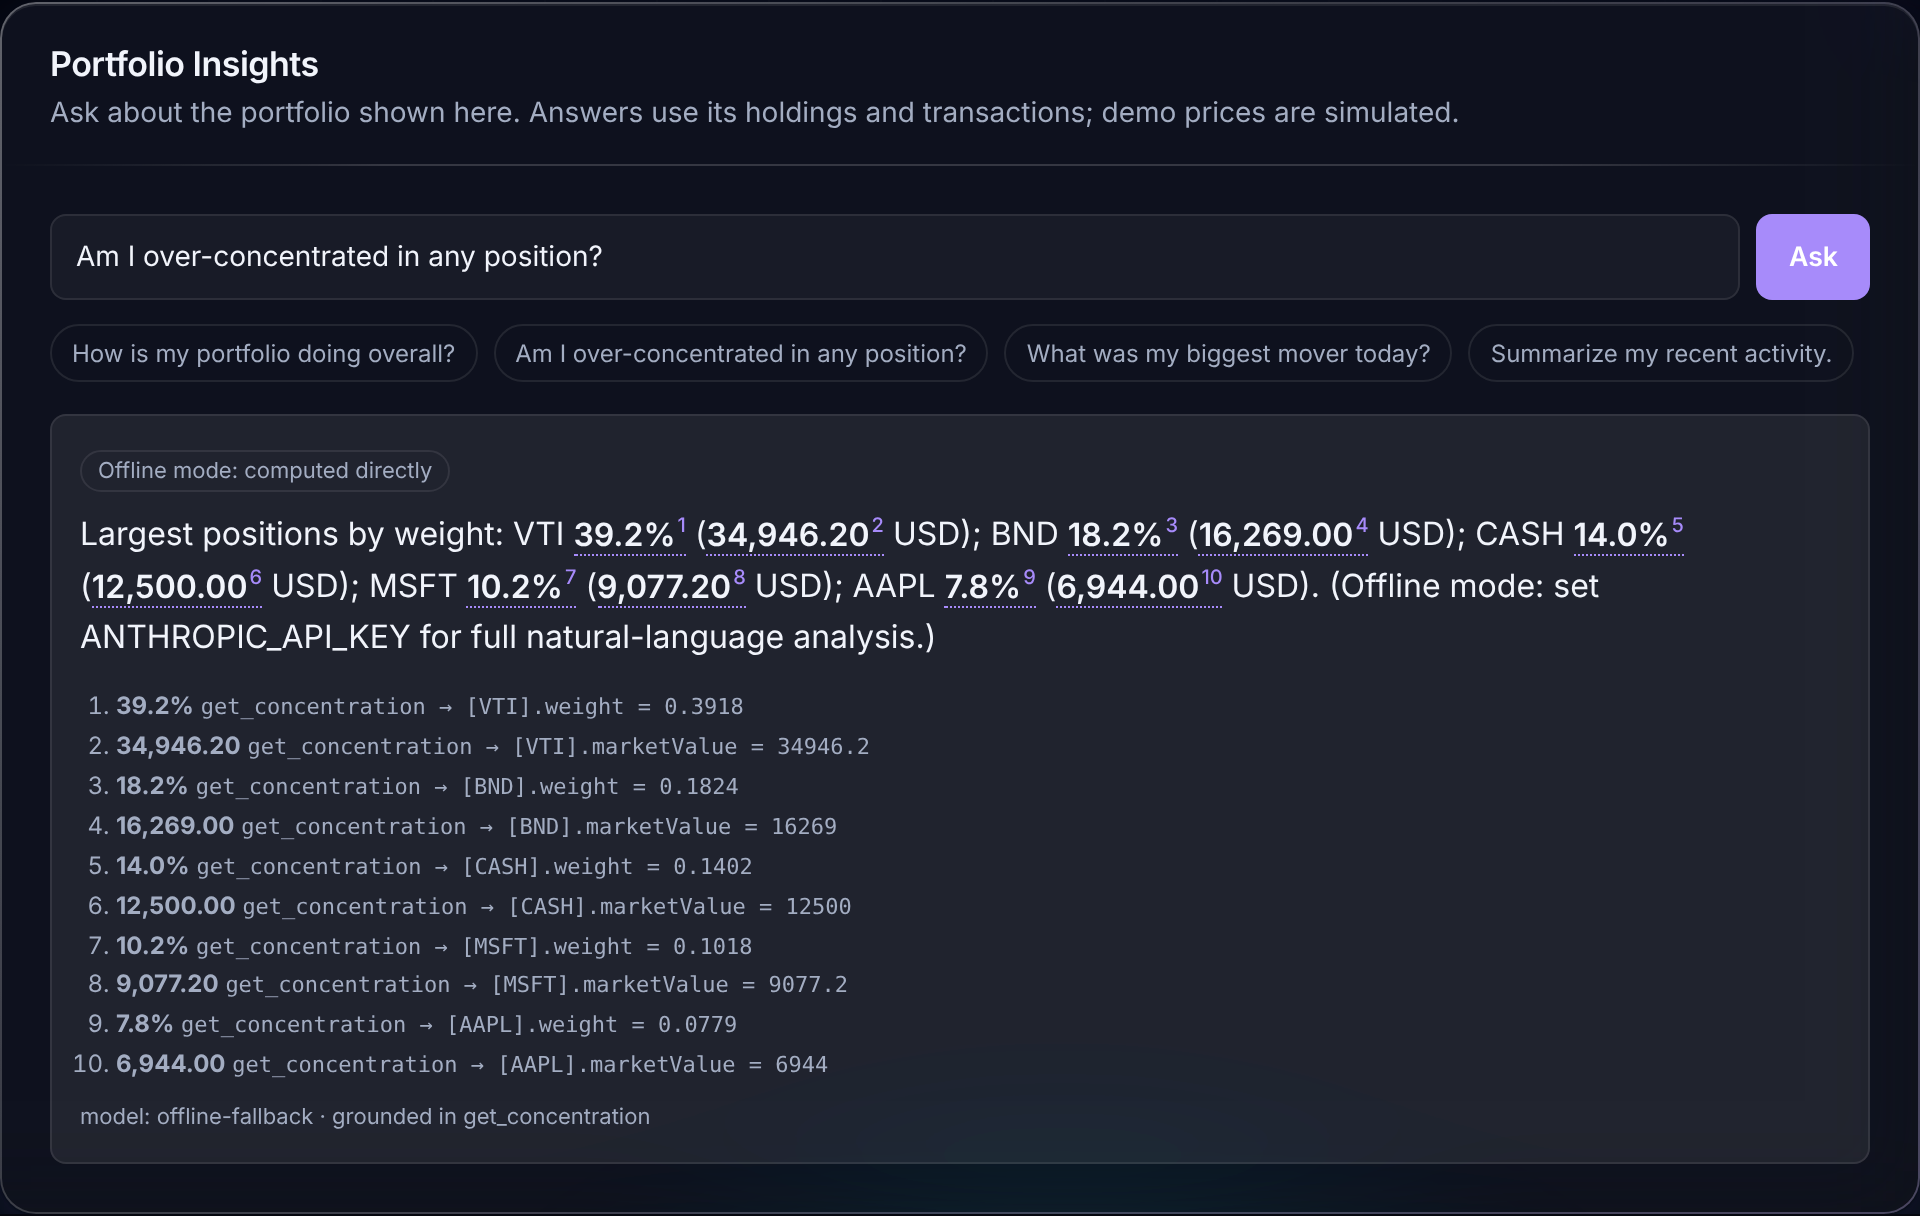 Portfolio Insights
Ask about the portfolio shown here. Answers use its holdings and transactions; demo prices are simulated.
Am I over-concentrated in any position?
Ask
How is my portfolio doing overall?
Am I over-concentrated in any position?
What was my biggest mover today?
Summarize my recent activity.
Offline mode: computed directly
Largest positions by weight: VTI 39.2%1 (34,946.202 USD); BND 18.2%3 (16,269.004 USD); CASH 14.0%5
(12,500.006 USD); MSFT 10.2%7 (9,077.208 USD); AAPL 7.8%9 (6,944.0010 USD). (Offline mode: set
ANTHROPIC_API_KEY for full natural-language analysis.)
1. 39.2% get_concentration → [VTI].weight = 0.3918
2. 34,946.20 get_concentration → [VTI].marketValue = 34946.2
3. 18.2% get_concentration → [BND].weight = 0.1824
4. 16,269.00 get_concentration → [BND].marketValue = 16269
5. 14.0% get_concentration → [CASH].weight = 0.1402
6. 12,500.00 get_concentration → [CASH].marketValue = 12500
7. 10.2% get_concentration → [MSFT].weight = 0.1018
8. 9,077.20 get_concentration → [MSFT].marketValue = 9077.2
9. 7.8% get_concentration → [AAPL].weight = 0.0779
10. 6,944.00 get_concentration → [AAPL].marketValue = 6944
model: offline-fallback · grounded in get_concentration